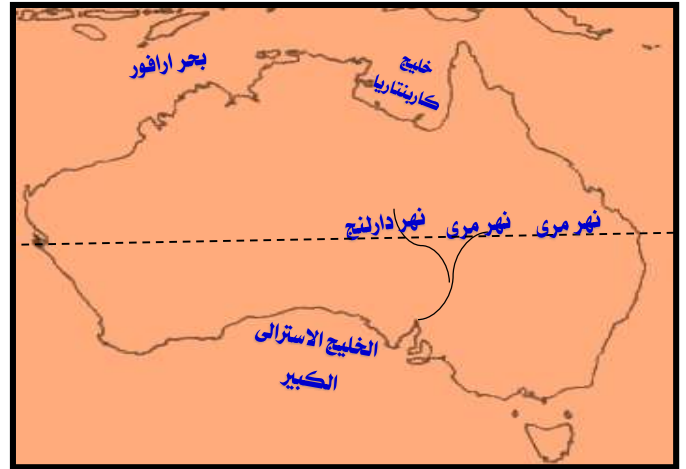 بحر ارافور
خليج
كاربنتاريا
نهر مرى
نهر مرى
نهر دارلنج
الخليج الاسترالى
الكبير